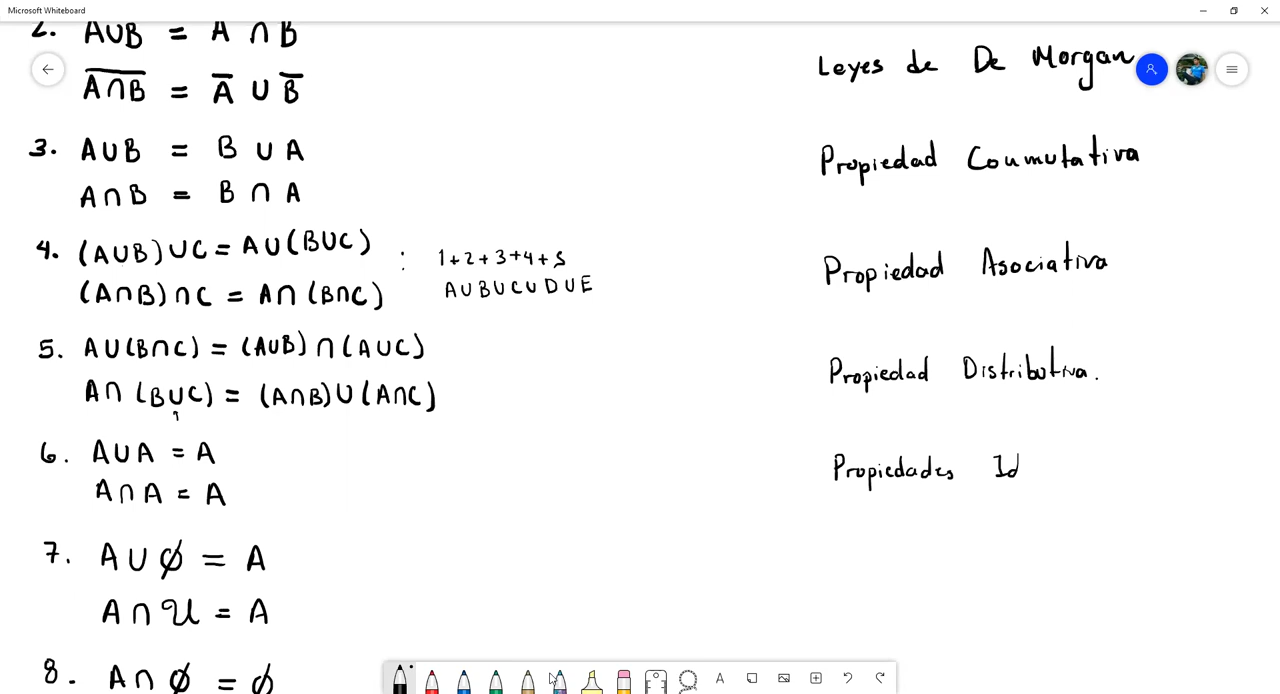 Microsoft Whiteboard
2. A∪B = A ∩ B
Leyes de De Morgan
A̅∩̅B̅ = A̅ ∪ B̅
3. A∪B = B ∪ A
Propiedad Conmutativa
A∩B = B ∩ A
4. (A∪B)∪C = A∪(B∪C) : 1+2+3+4+5
Propiedad Asociativa
(A∩B)∩C = A∩(B∩C) A∪B∪C∪D∪E
5. A∪(B∩C) = (A∪B)∩(A∪C)
Propiedad Distributiva.
A∩(B∪C) = (A∩B)∪(A∩C)
6. A∪A = A
Propiedades Id
A∩A = A
7. A∪∅ = A
A∩𝒰 = A
8. A∩∅ = ∅
A